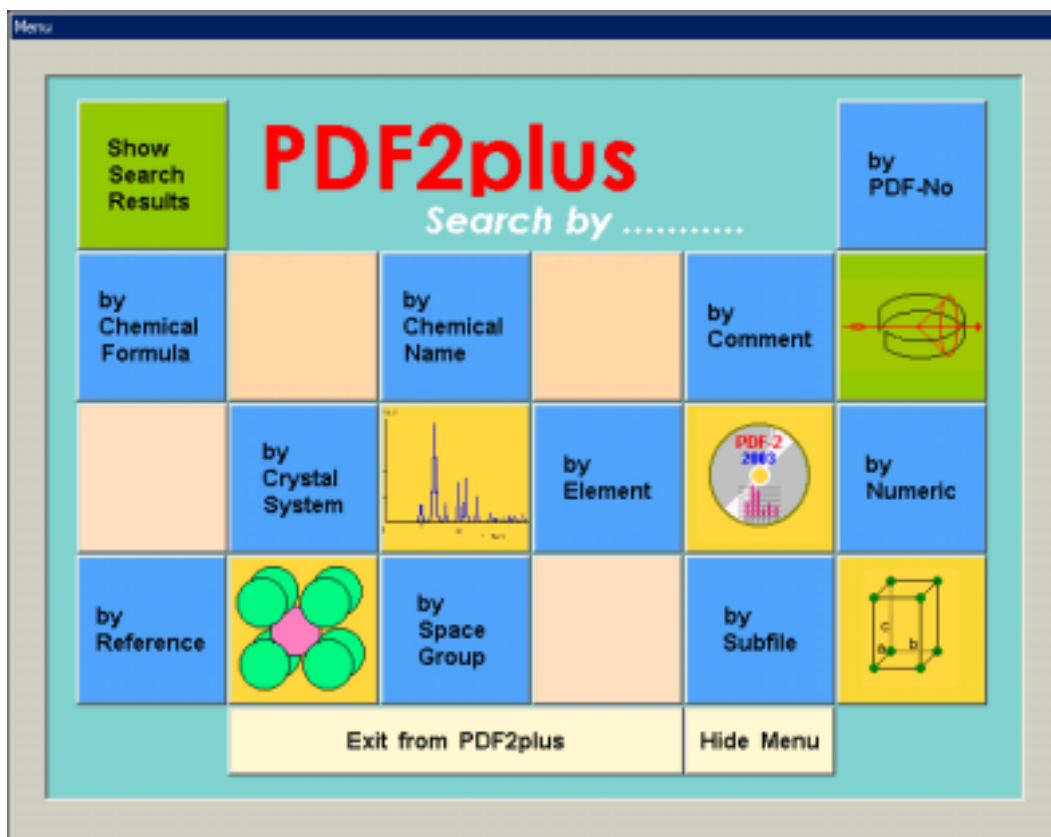 Menu
Show
Search
Results
PDF2plus
Search by ...........
by
PDF-No
by
Chemical
Formula
by
Chemical
Name
by
Comment
by
Crystal
System
by
Element
PDF-2
2003
by
Numeric
by
Reference
by
Space
Group
by
Subfile
c
a
b
Exit from PDF2plus
Hide Menu